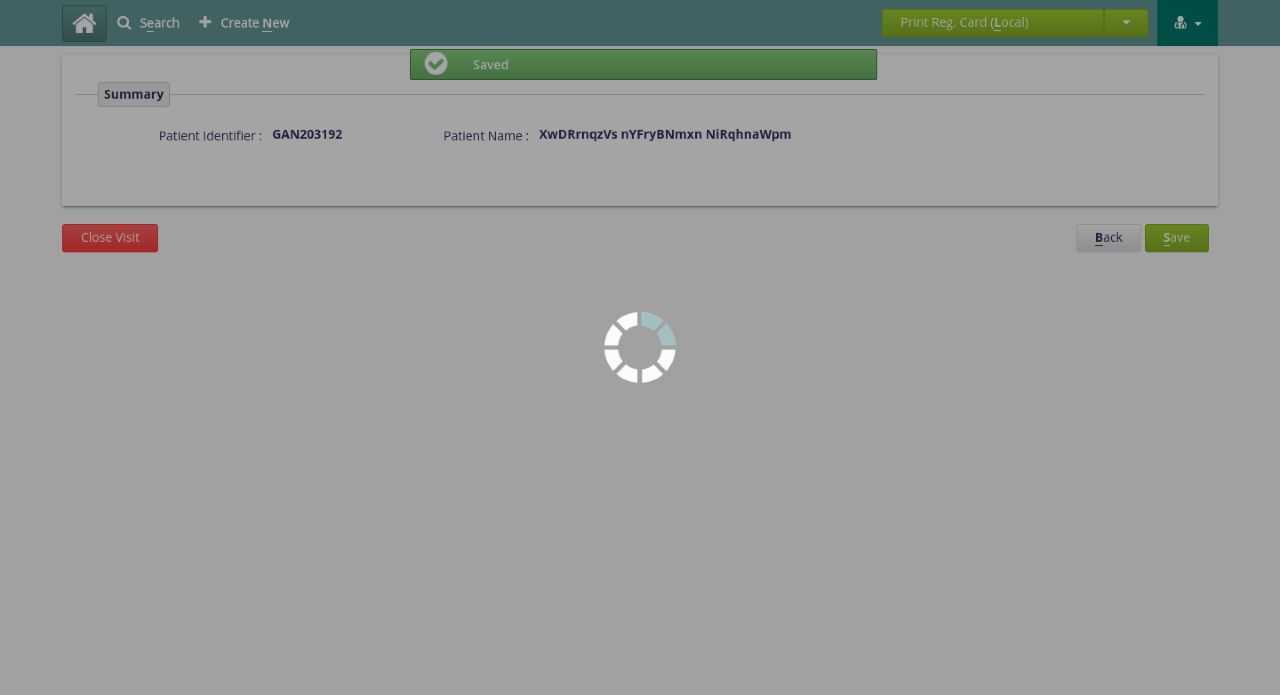 Search Create New Print Reg. Card (Local)
Saved
Summary
Patient Identifier : GAN203192 Patient Name : XwDRrnqzVs nYFryBNmxn NiRqhnaWpm
Close Visit Back Save